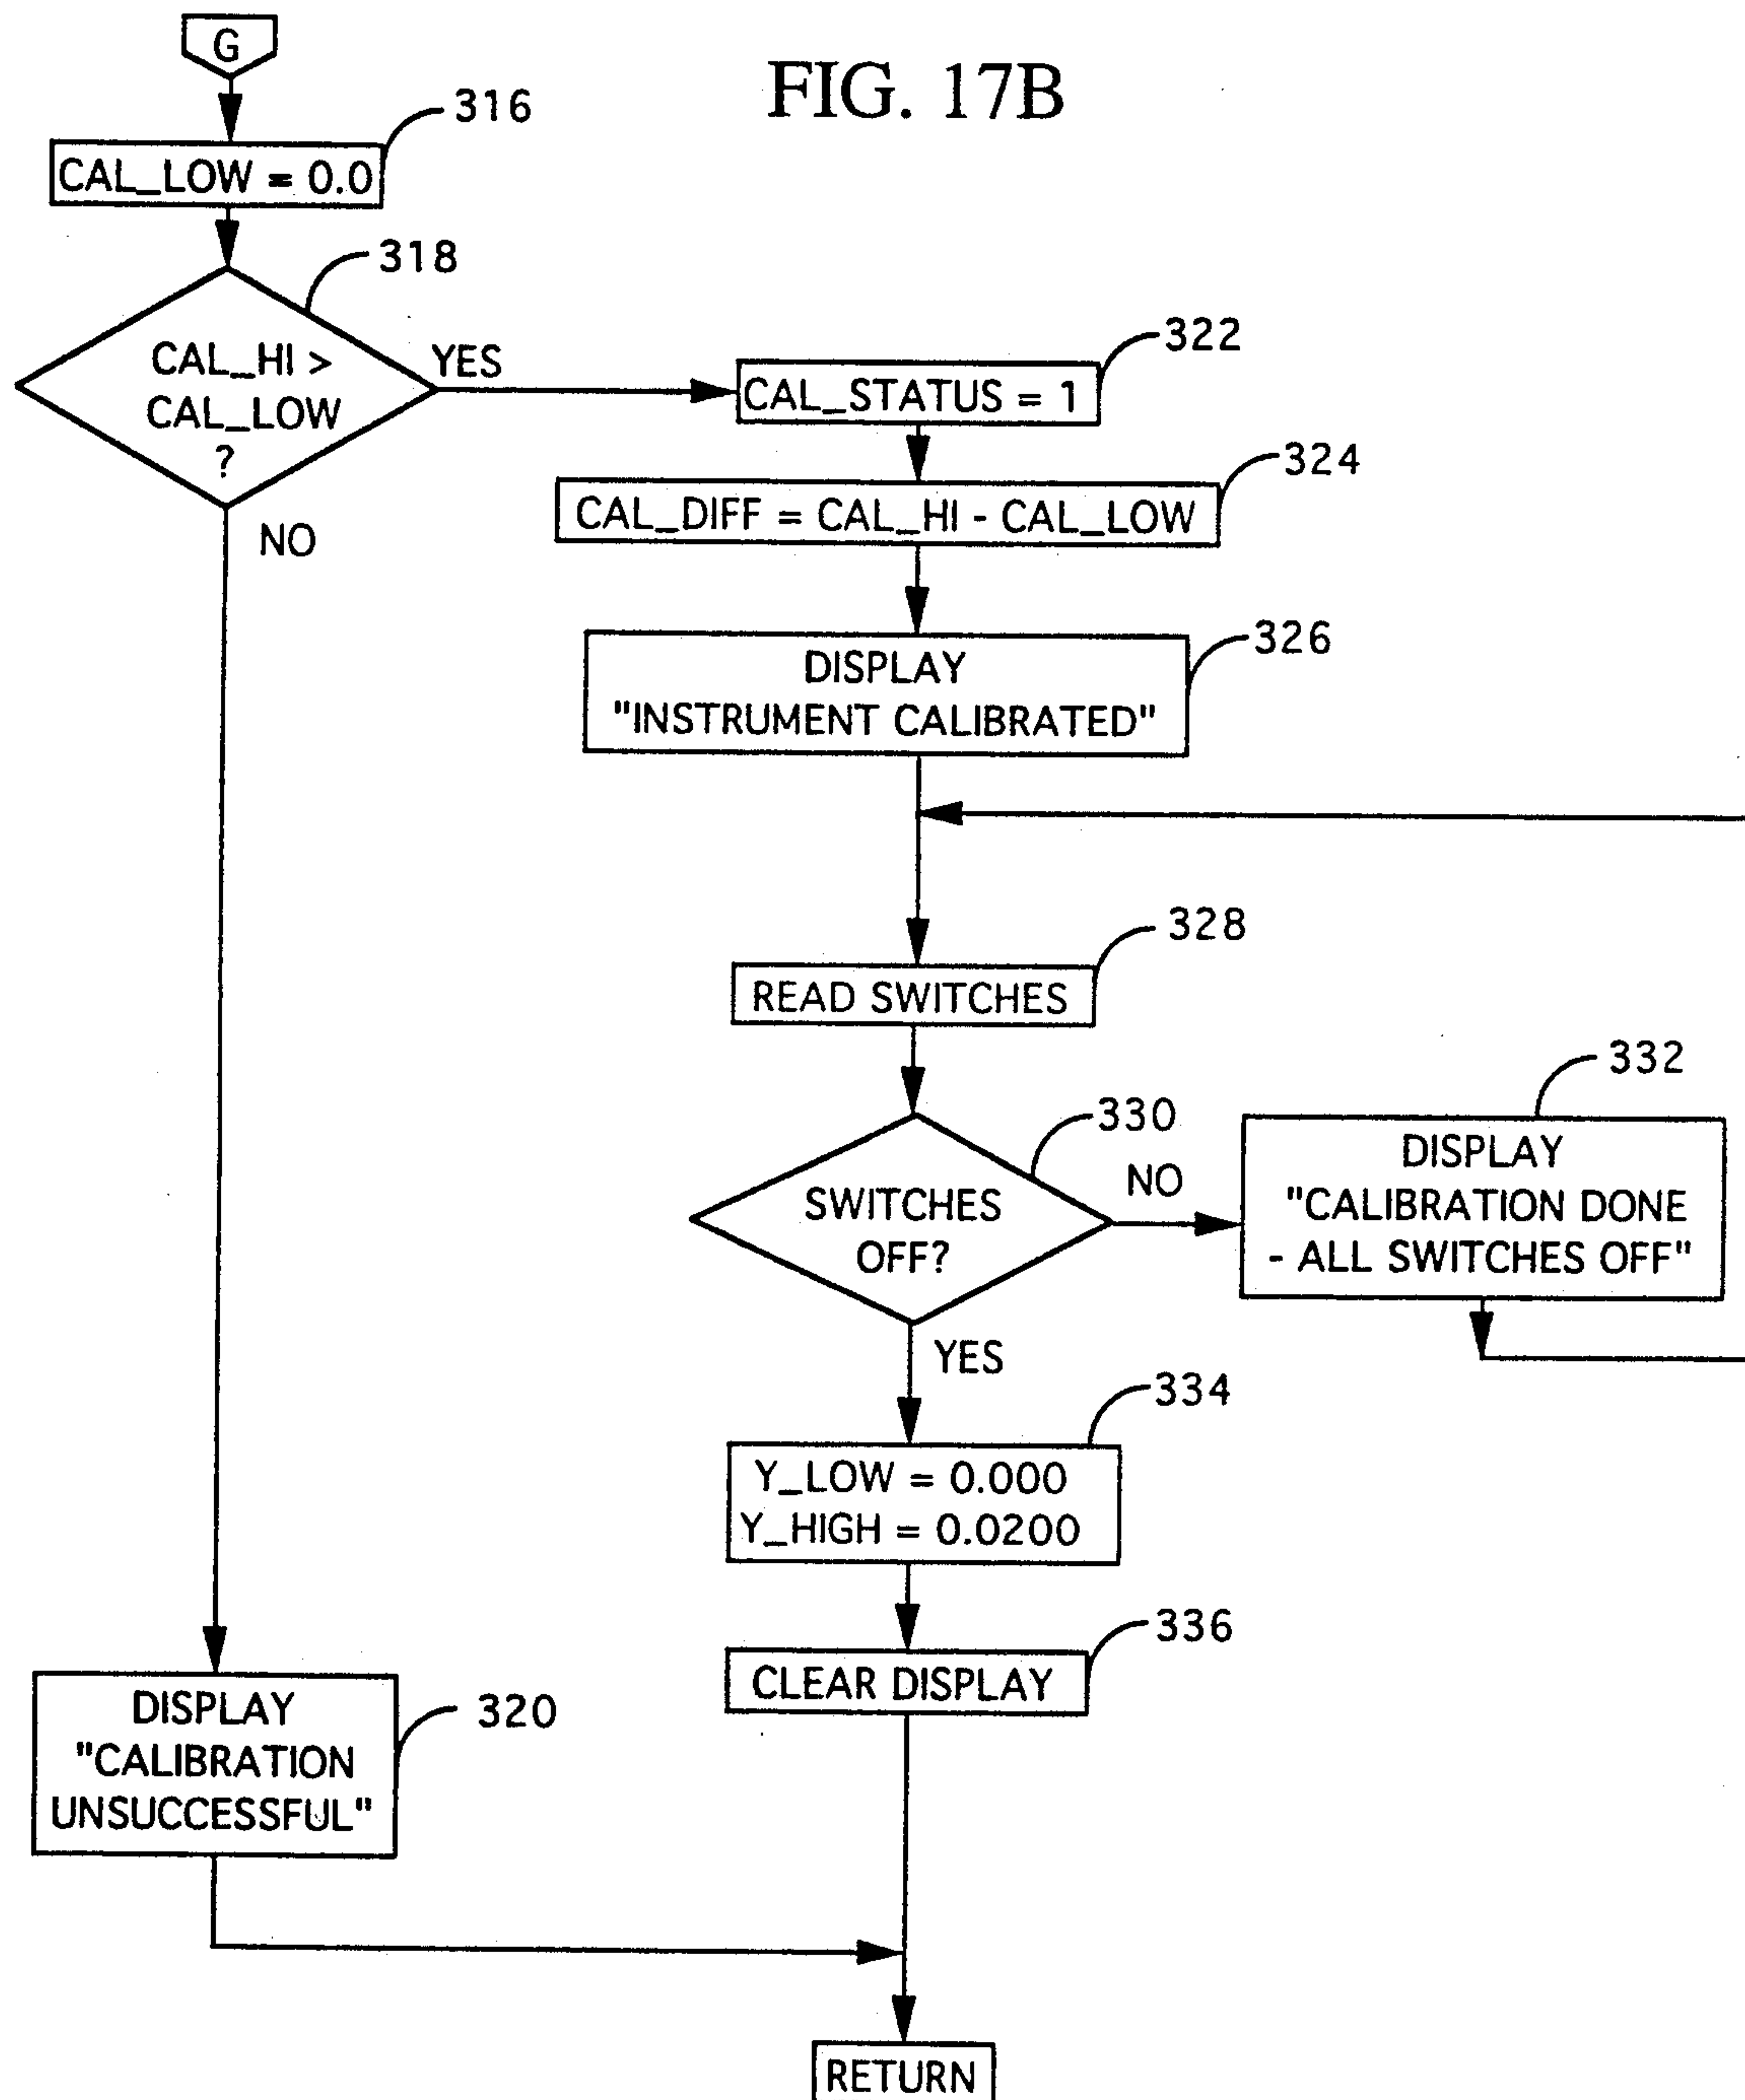 G
FIG. 17B
316
CAL_LOW = 0.0
318
CAL_HI >
CAL_LOW
?
YES
NO
322
CAL_STATUS = 1
324
CAL_DIFF = CAL_HI - CAL_LOW
326
DISPLAY
"INSTRUMENT CALIBRATED"
328
READ SWITCHES
330
SWITCHES
OFF?
NO
332
DISPLAY
"CALIBRATION DONE
- ALL SWITCHES OFF"
YES
334
Y_LOW = 0.000
Y_HIGH = 0.0200
336
CLEAR DISPLAY
DISPLAY
"CALIBRATION
UNSUCCESSFUL"
320
RETURN